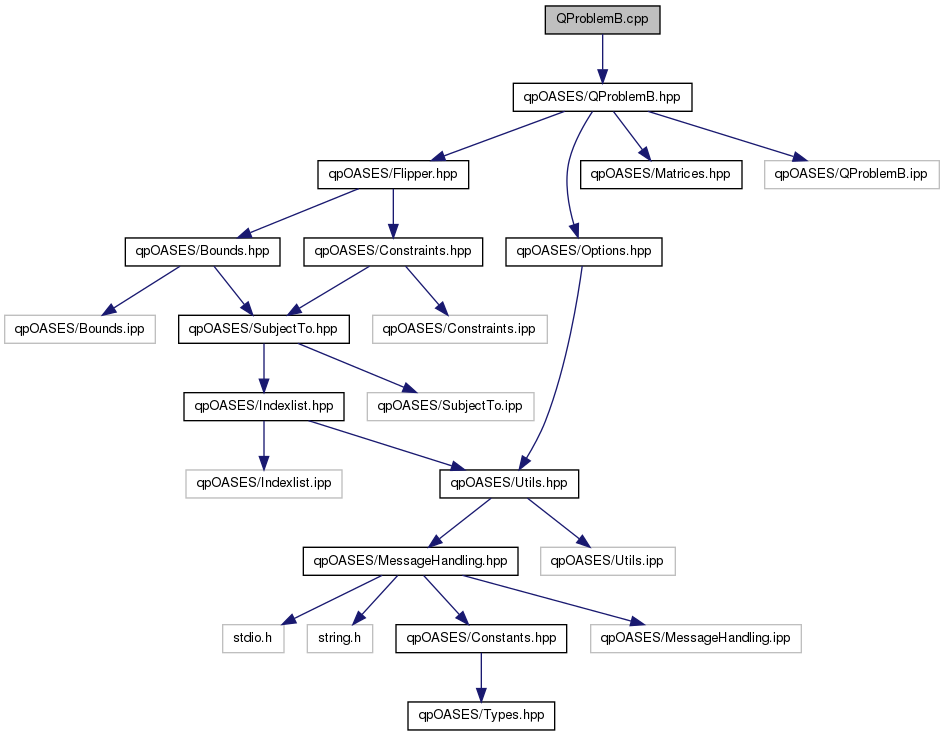 QProblemB.cpp
qpOASES/QProblemB.hpp
qpOASES/Flipper.hpp
qpOASES/Matrices.hpp
qpOASES/QProblemB.ipp
qpOASES/Bounds.hpp
qpOASES/Constraints.hpp
qpOASES/Options.hpp
qpOASES/Bounds.ipp
qpOASES/SubjectTo.hpp
qpOASES/Constraints.ipp
qpOASES/Indexlist.hpp
qpOASES/SubjectTo.ipp
qpOASES/Indexlist.ipp
qpOASES/Utils.hpp
qpOASES/MessageHandling.hpp
qpOASES/Utils.ipp
stdio.h
string.h
qpOASES/Constants.hpp
qpOASES/MessageHandling.ipp
qpOASES/Types.hpp